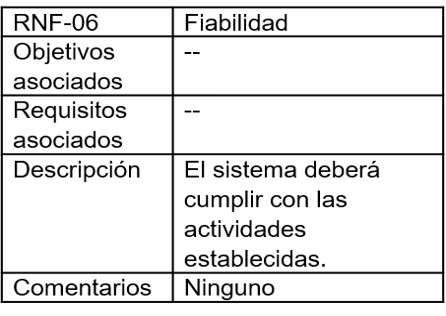 RNF-06 Fiabilidad
Objetivos --
asociados
Requisitos --
asociados
Descripción El sistema deberá
cumplir con las
actividades
establecidas.
Comentarios Ninguno